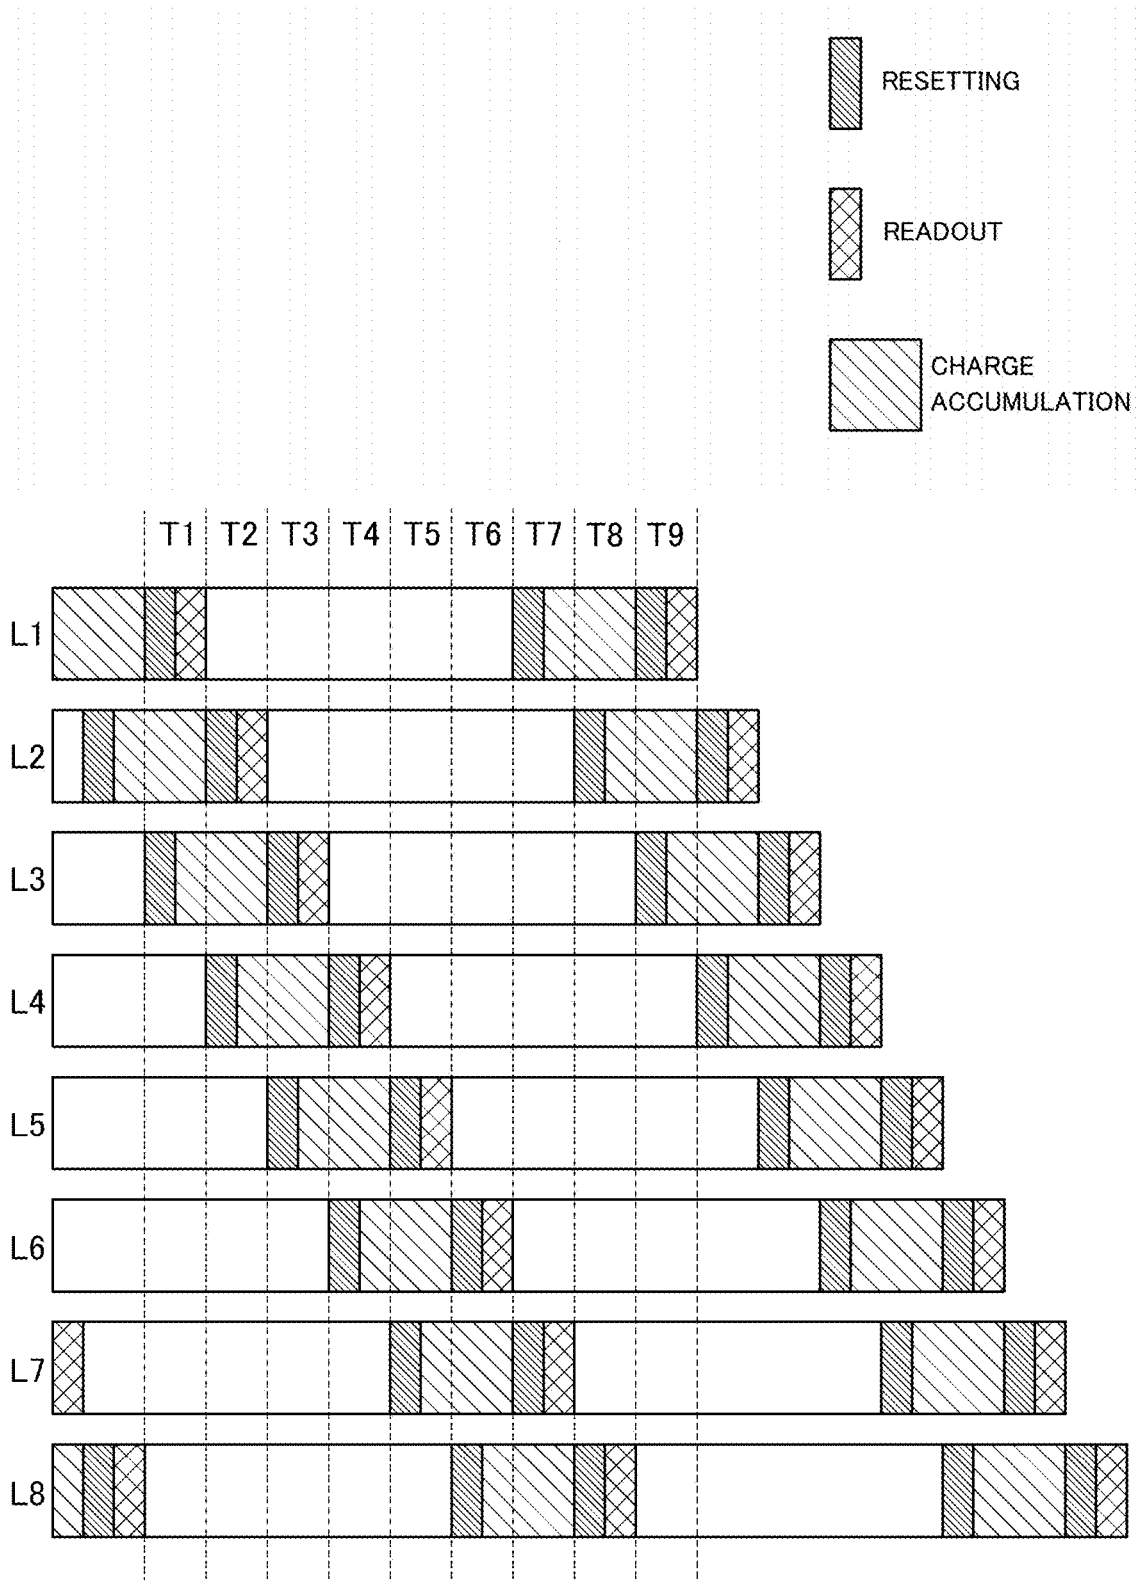 RESETTING
READOUT
CHARGE
ACCUMULATION
T1 T2 T3 T4 T5 T6 T7 T8 T9
L1
L2
L3
L4
L5
L6
L7
L8